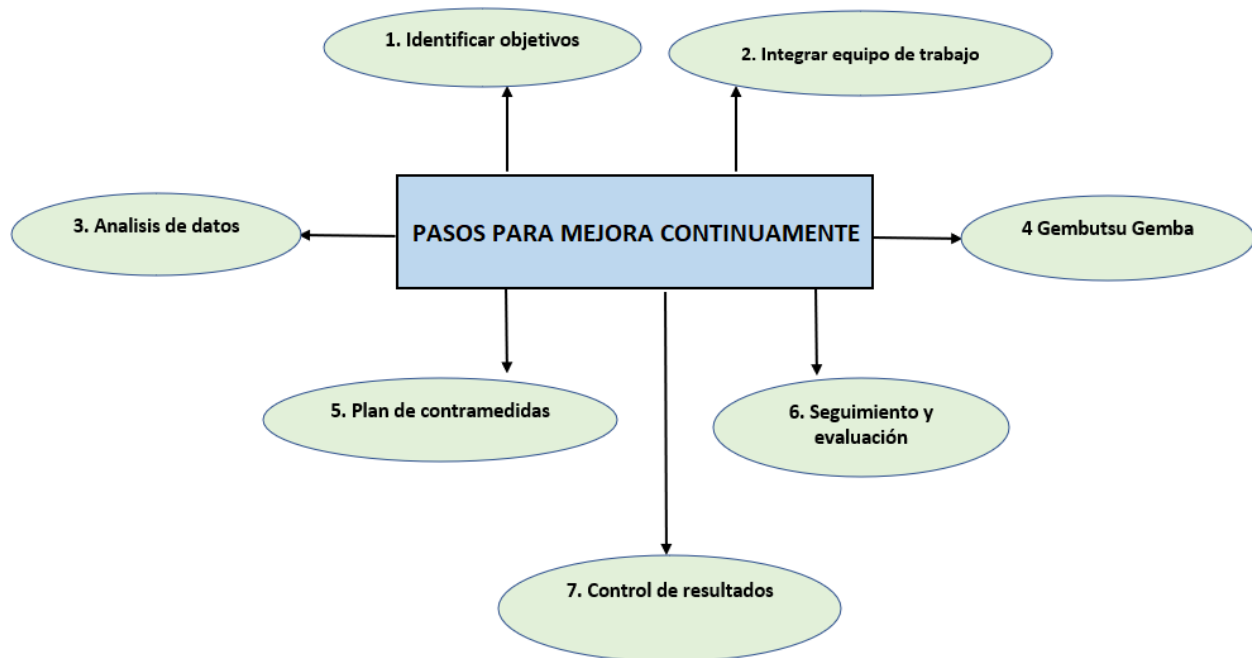 1. Identificar objetivos
2. Integrar equipo de trabajo
PASOS PARA MEJORA CONTINUAMENTE
3. Analisis de datos
4 Gembutsu Gemba
5. Plan de contramedidas
6. Seguimiento y
evaluación
7. Control de resultados